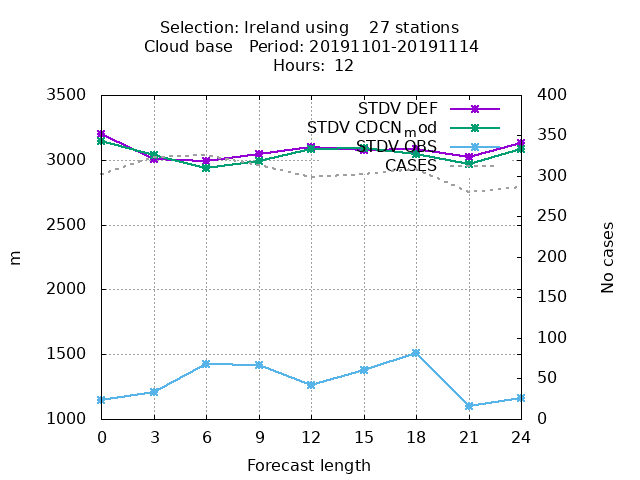 Selection: Ireland using    27 stations
Cloud base   Period: 20191101-20191114
Hours: 12
3500
3000
2500
2000
1500
1000
m
400
350
300
250
200
150
100
50
0
No cases
STDV DEF
STDV CDCNmod
STDV OBS
CASES
0 3 6 9 12 15 18 21 24
Forecast length